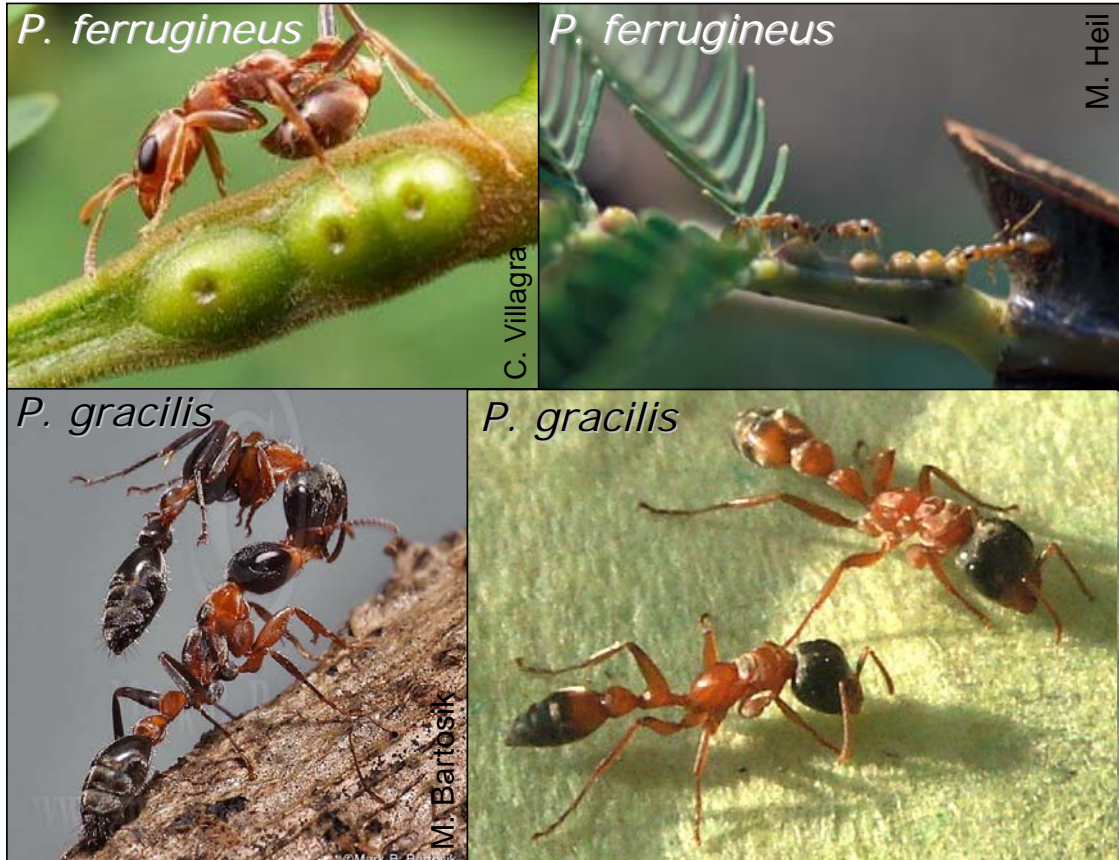 P. ferrugineus
C. Villagra
P. ferrugineus
M. Heil
P. gracilis
M. Bartosik
P. gracilis